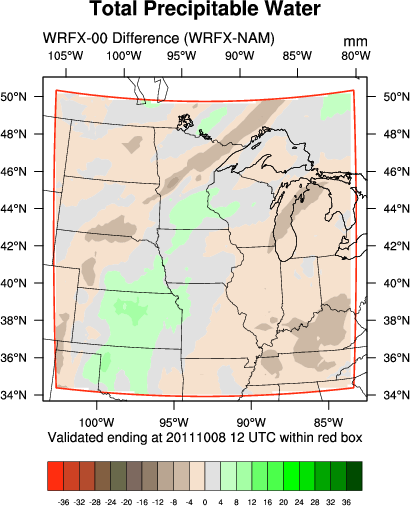 Total Precipitable Water
WRFX-00 Difference (WRFX-NAM) mm
105°W 100°W 95°W 90°W 85°W 80°W
50°N 50°N
48°N 48°N
46°N 46°N
44°N 44°N
42°N 42°N
40°N 40°N
38°N 38°N
36°N 36°N
34°N 34°N
100°W 95°W 90°W 85°W
Validated ending at 20111008 12 UTC within red box
-36 -32 -28 -24 -20 -16 -12 -8 -4 0 4 8 12 16 20 24 28 32 36